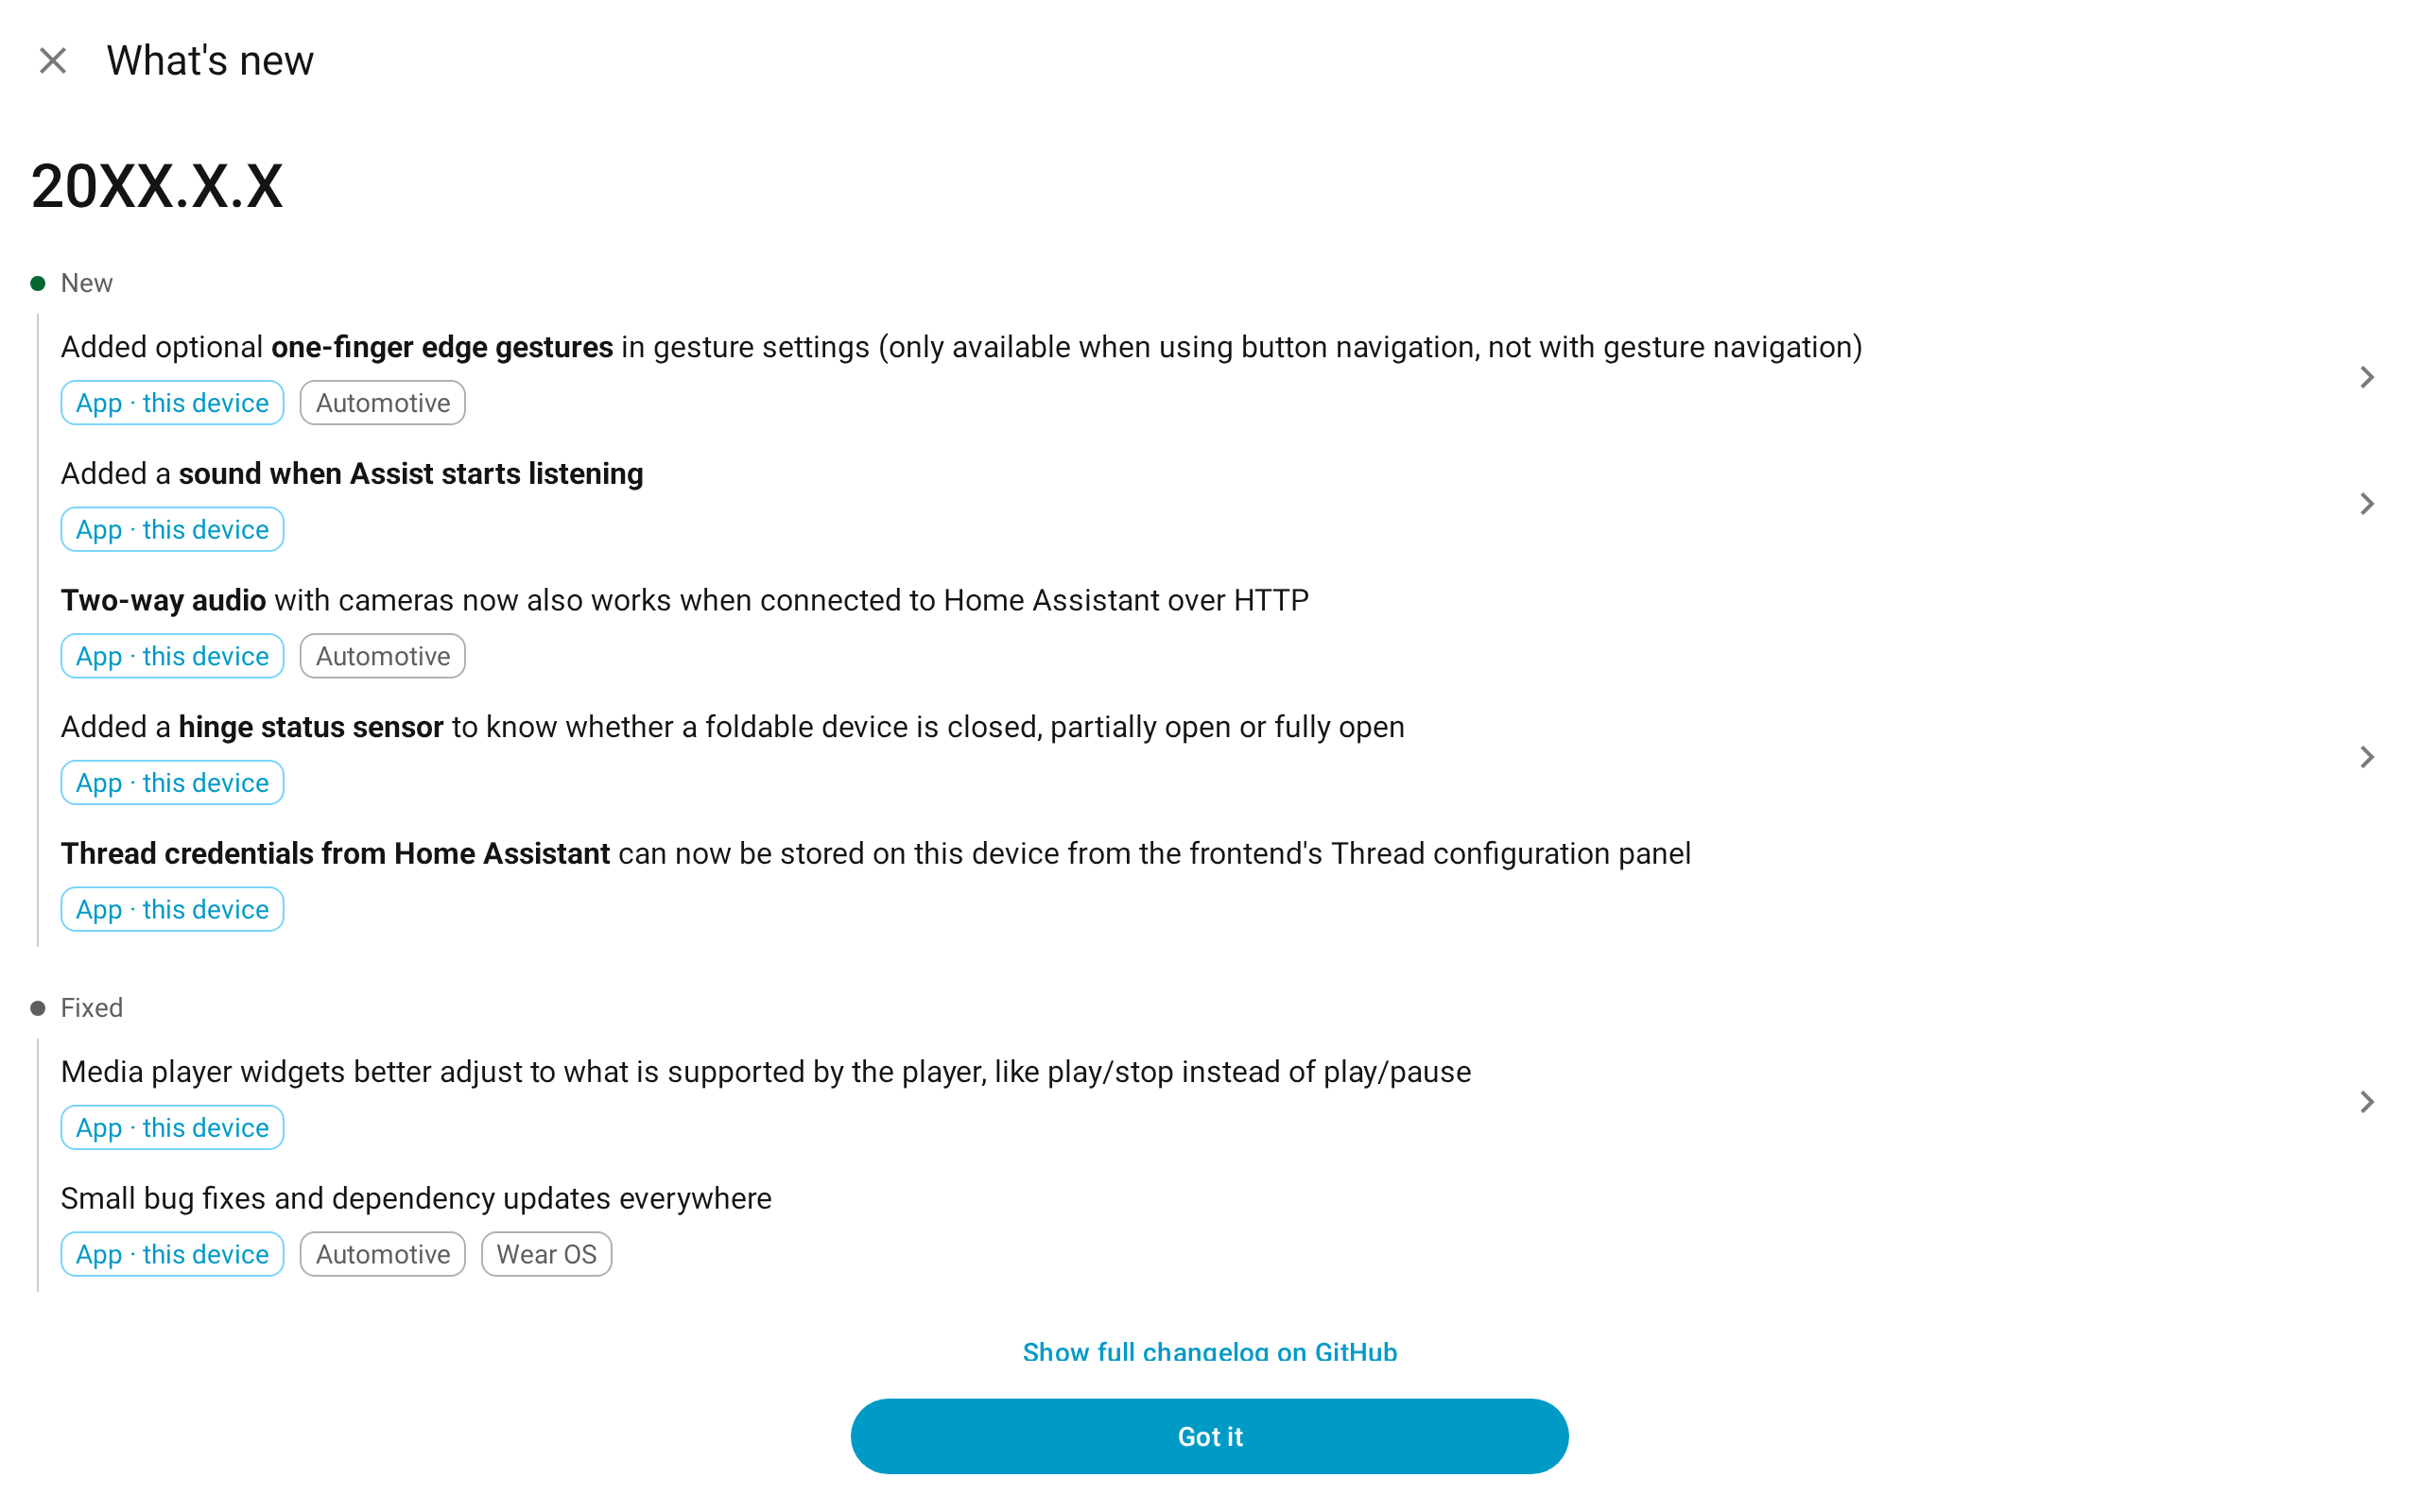 What's new
20XX.X.X
New
Added optional one-finger edge gestures in gesture settings (only available when using button navigation, not with gesture navigation)
App · this device Automotive
Added a sound when Assist starts listening
App · this device
Two-way audio with cameras now also works when connected to Home Assistant over HTTP
App · this device Automotive
Added a hinge status sensor to know whether a foldable device is closed, partially open or fully open
App · this device
Thread credentials from Home Assistant can now be stored on this device from the frontend's Thread configuration panel
App · this device
Fixed
Media player widgets better adjust to what is supported by the player, like play/stop instead of play/pause
App · this device
Small bug fixes and dependency updates everywhere
App · this device Automotive Wear OS
Show full changelog on GitHub
Got it